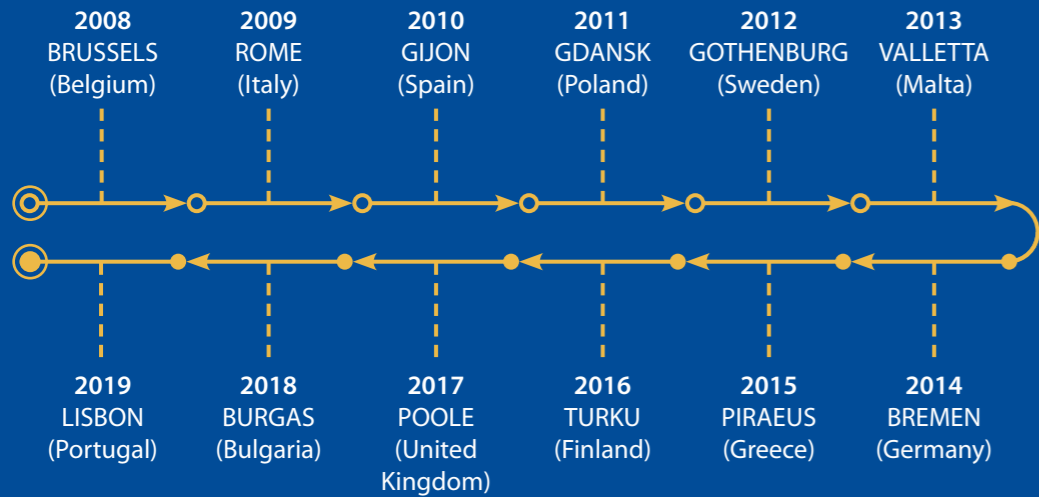 2008
BRUSSELS
(Belgium)
2009
ROME
(Italy)
2010
GIJON
(Spain)
2011
GDANSK
(Poland)
2012
GOTHENBURG
(Sweden)
2013
VALLETTA
(Malta)
2019
LISBON
(Portugal)
2018
BURGAS
(Bulgaria)
2017
POOLE
(United
Kingdom)
2016
TURKU
(Finland)
2015
PIRAEUS
(Greece)
2014
BREMEN
(Germany)